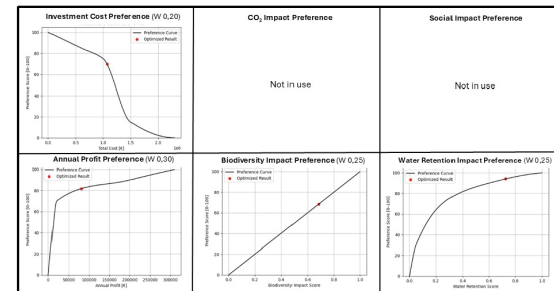 Investment Cost Preference (W 0,20)
CO₂ Impact Preference
Social Impact Preference
Preference Score [0-100]
100
80
60
40
20
0
Preference Curve
Optimized Result
0.0 0.5 1.0 1.5 2.0
1e6
Total Cost [€]
Not in use
Not in use
Annual Profit Preference (W 0,30)
Biodiversity Impact Preference (W 0,25)
Water Retention Impact Preference (W 0,25)
Preference Score [0-100]
100
80
60
40
20
0
Preference Curve
Optimized Result
0 50000 100000 150000 200000 250000 300000
Annual Profit [€]
Preference Score [0-100]
100
80
60
40
20
0
Preference Curve
Optimized Result
0.0 0.2 0.4 0.6 0.8 1.0
Biodiversity Impact Score
Preference Score [0-100]
100
80
60
40
20
0
Preference Curve
Optimized Result
0.0 0.2 0.4 0.6 0.8 1.0
Water Retention Score